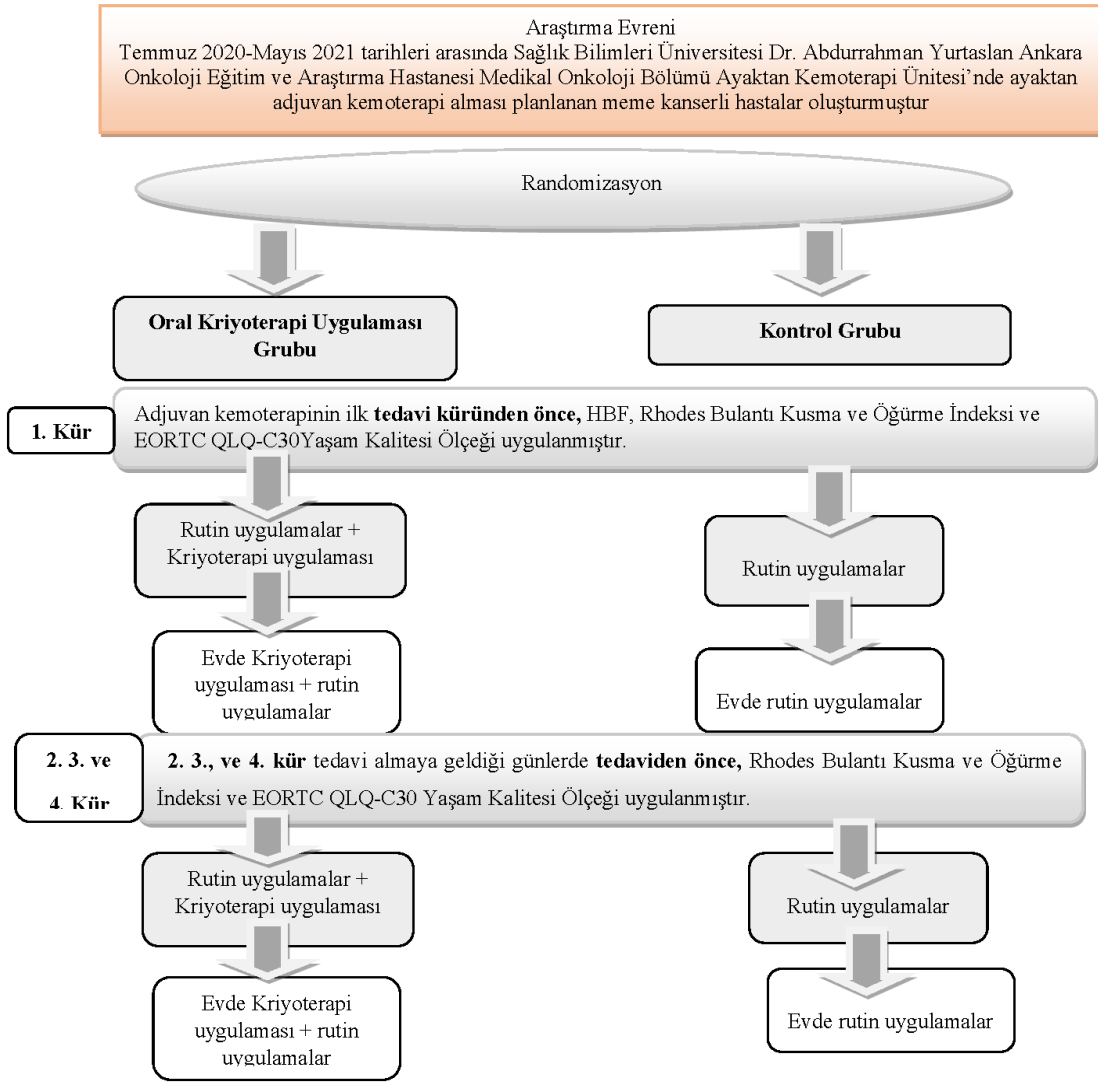 Araştırma Evreni
Temmuz 2020-Mayıs 2021 tarihleri arasında Sağlık Bilimleri Üniversitesi Dr. Abdurrahman Yurtaslan Ankara
Onkoloji Eğitim ve Araştırma Hastanesi Medikal Onkoloji Bölümü Ayaktan Kemoterapi Ünitesi’nde ayaktan
adjuvan kemoterapi alması planlanan meme kanserli hastalar oluşturmuştur
Randomizasyon
Oral Kriyoterapi Uygulaması
Grubu
Kontrol Grubu
1. Kür
Adjuvan kemoterapinin ilk tedavi küründen önce, HBF, Rhodes Bulantı Kusma ve Öğürme İndeksi ve
EORTC QLQ-C30Yaşam Kalitesi Ölçeği uygulanmıştır.
Rutin uygulamalar +
Kriyoterapi uygulaması
Rutin uygulamalar
Evde Kriyoterapi
uygulaması + rutin
uygulamalar
Evde rutin uygulamalar
2. 3. ve
4. Kür
2. 3., ve 4. kür tedavi almaya geldiği günlerde tedaviden önce, Rhodes Bulantı Kusma ve Öğürme
İndeksi ve EORTC QLQ-C30 Yaşam Kalitesi Ölçeği uygulanmıştır.
Rutin uygulamalar +
Kriyoterapi uygulaması
Rutin uygulamalar
Evde Kriyoterapi
uygulaması + rutin
uygulamalar
Evde rutin uygulamalar